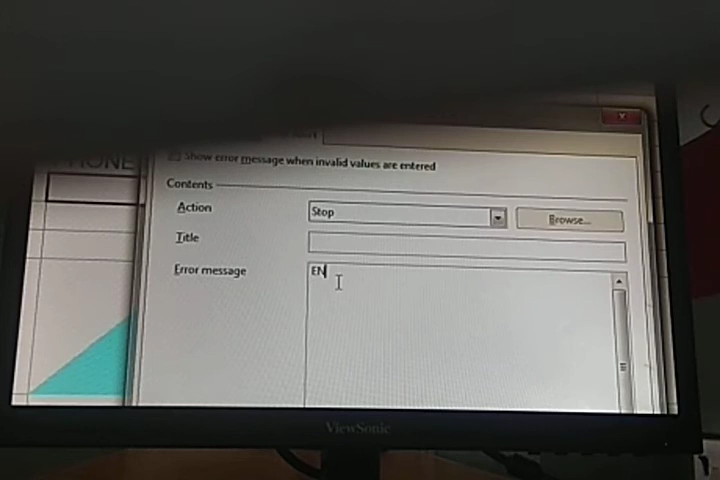 HONE
Show error message when invalid values are entered
Contents
Action
Stop
Browse...
Title
Error message
EN
ViewSonic